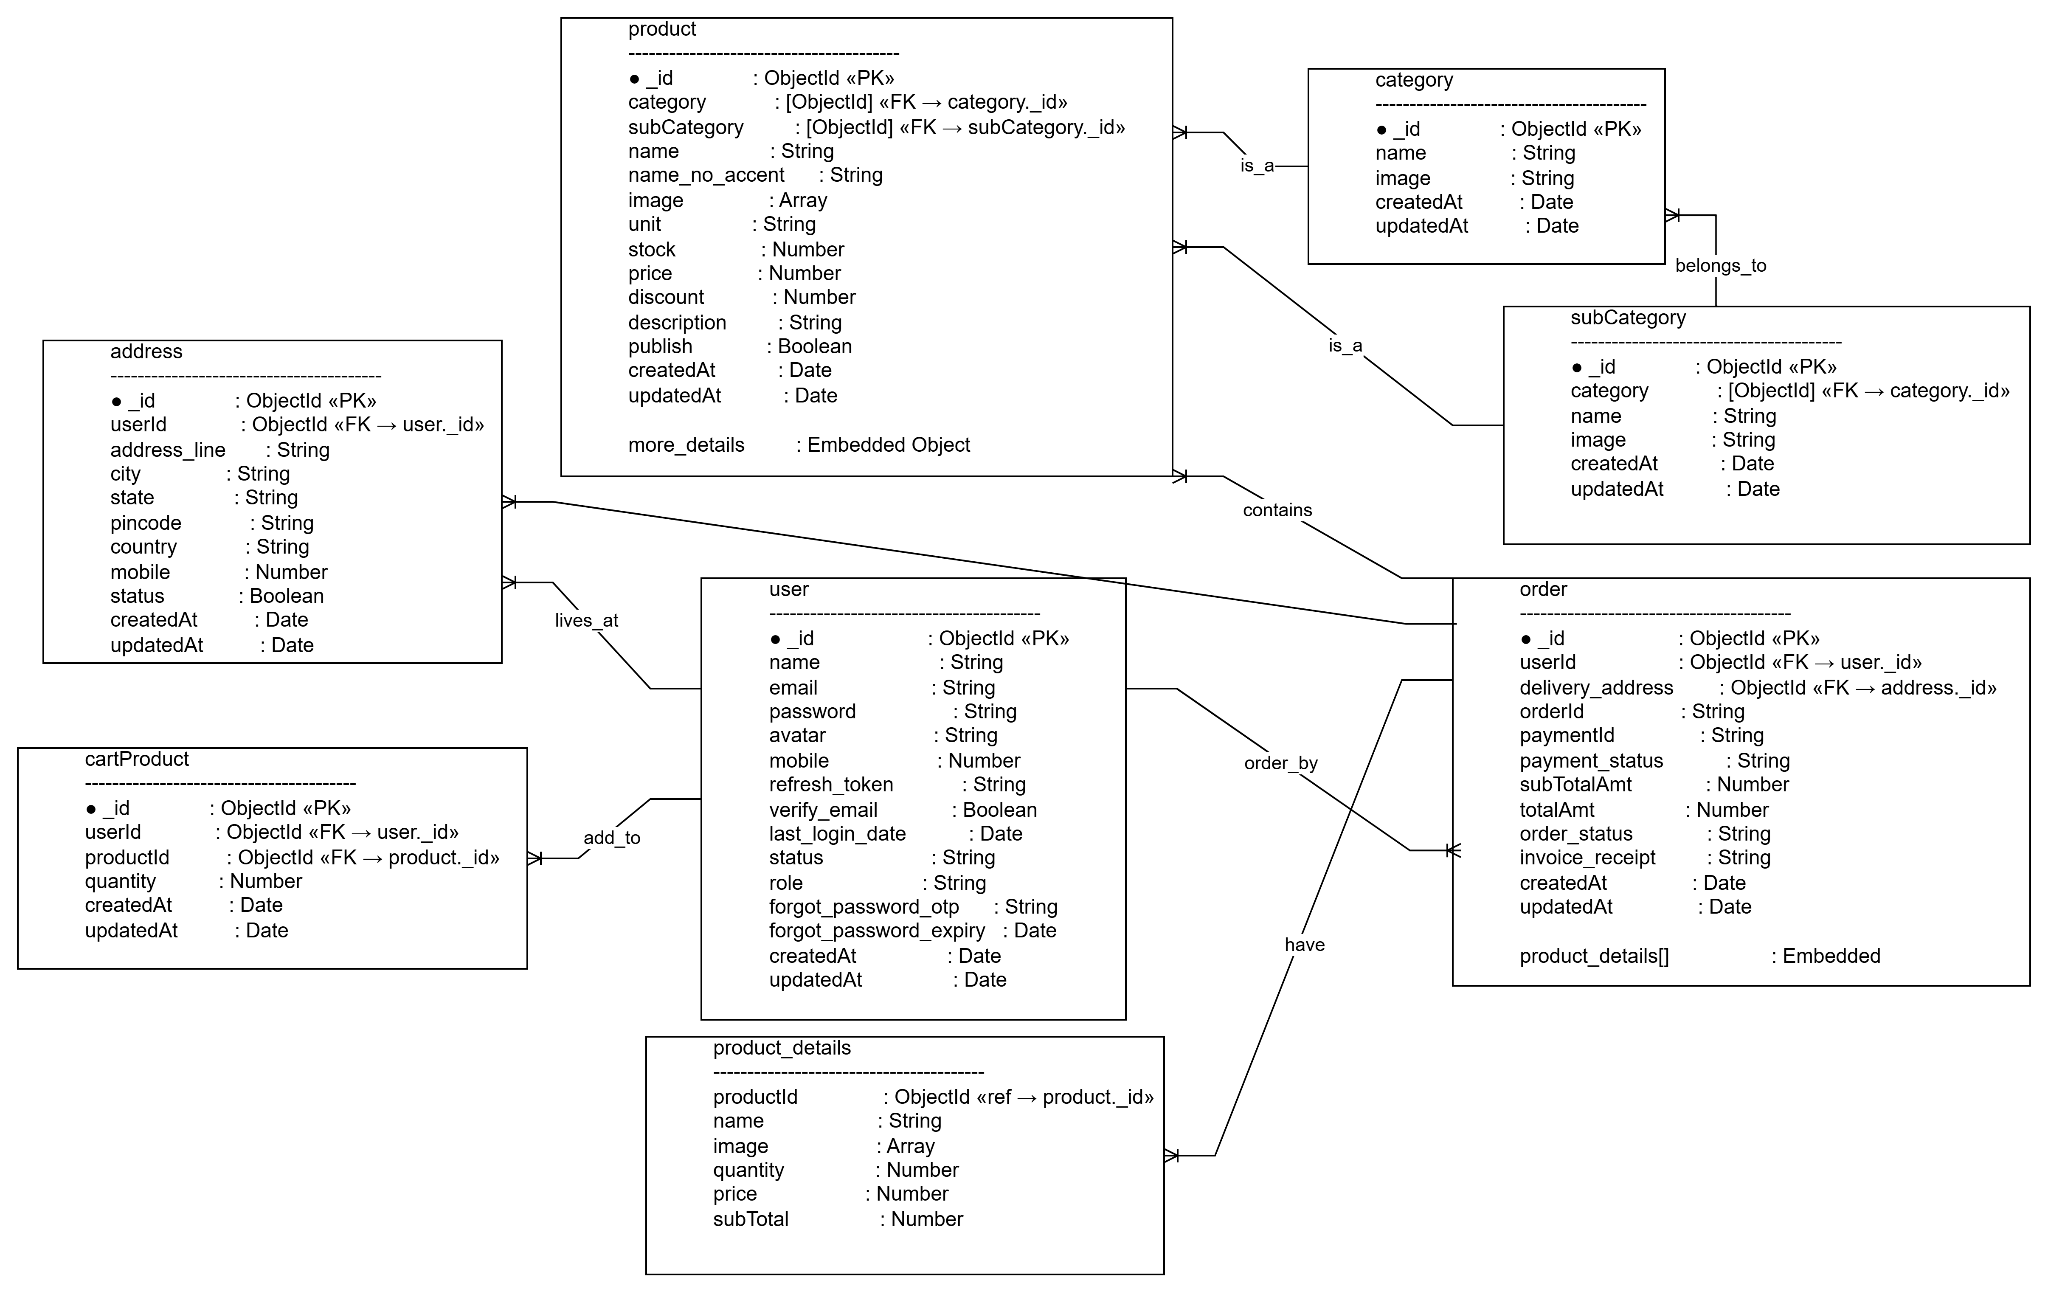 product
----------------------------------------
● _id : ObjectId «PK»
category : [ObjectId] «FK → category._id»
subCategory : [ObjectId] «FK → subCategory._id»
name : String
name_no_accent : String
image : Array
unit : String
stock : Number
price : Number
discount : Number
description : String
publish : Boolean
createdAt : Date
updatedAt : Date
more_details : Embedded Object
is_a
category
----------------------------------------
● _id : ObjectId «PK»
name : String
image : String
createdAt : Date
updatedAt : Date
belongs_to
is_a
subCategory
----------------------------------------
● _id : ObjectId «PK»
category : [ObjectId] «FK → category._id»
name : String
image : String
createdAt : Date
updatedAt : Date
address
----------------------------------------
● _id : ObjectId «PK»
userId : ObjectId «FK → user._id»
address_line : String
city : String
state : String
pincode : String
country : String
mobile : Number
status : Boolean
createdAt : Date
updatedAt : Date
contains
lives_at
user
----------------------------------------
● _id : ObjectId «PK»
name : String
email : String
password : String
avatar : String
mobile : Number
refresh_token : String
verify_email : Boolean
last_login_date : Date
status : String
role : String
forgot_password_otp : String
forgot_password_expiry : Date
createdAt : Date
updatedAt : Date
order_by
order
----------------------------------------
● _id : ObjectId «PK»
userId : ObjectId «FK → user._id»
delivery_address : ObjectId «FK → address._id»
orderId : String
paymentId : String
payment_status : String
subTotalAmt : Number
totalAmt : Number
order_status : String
invoice_receipt : String
createdAt : Date
updatedAt : Date
product_details[] : Embedded
cartProduct
----------------------------------------
● _id : ObjectId «PK»
userId : ObjectId «FK → user._id»
productId : ObjectId «FK → product._id»
quantity : Number
createdAt : Date
updatedAt : Date
add_to
have
product_details
----------------------------------------
productId : ObjectId «ref → product._id»
name : String
image : Array
quantity : Number
price : Number
subTotal : Number